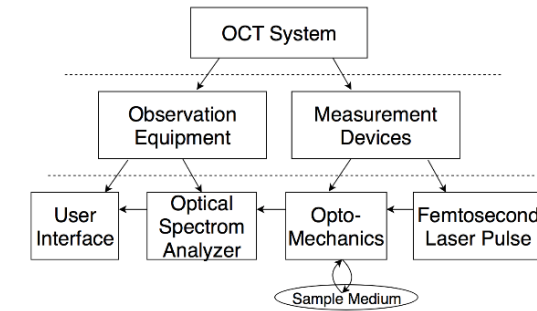 OCT System
Observation
Equipment
Measurement
Devices
User
Interface
Optical
Spectrom
Analyzer
Opto-
Mechanics
Femtosecond
Laser Pulse
Sample Medium